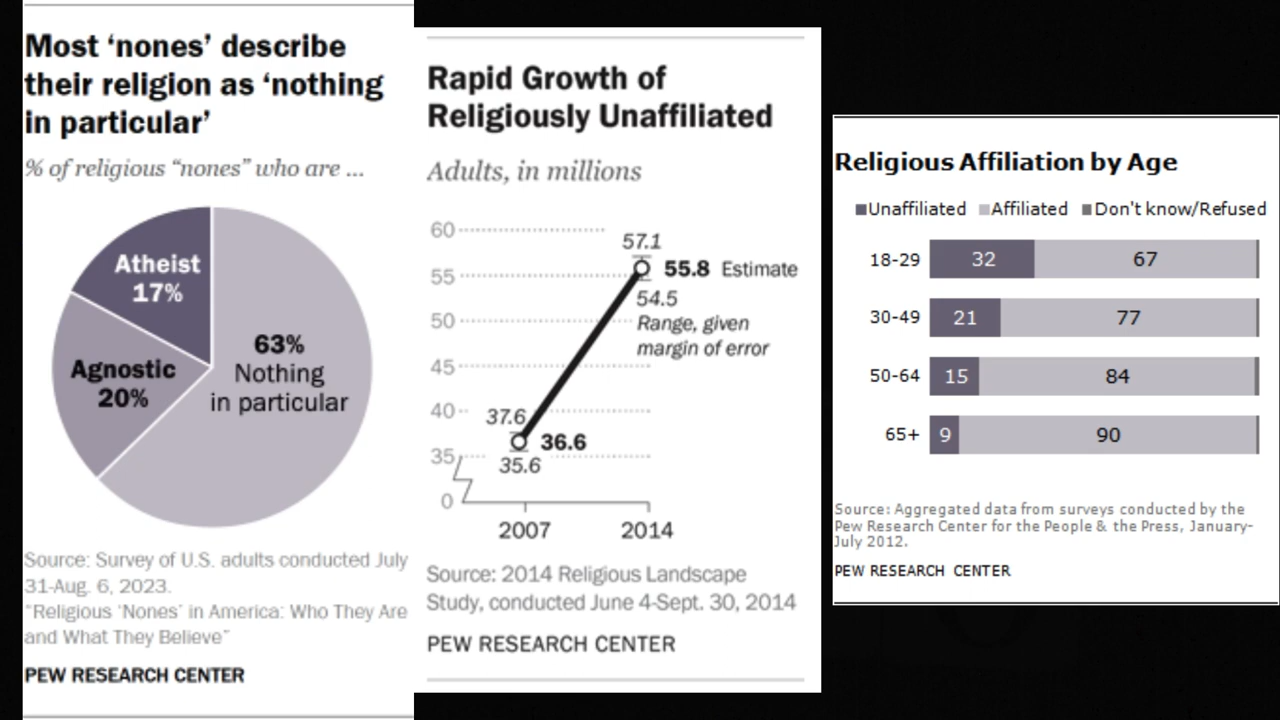 Most ‘nones’ describe
their religion as ‘nothing
in particular’
% of religious “nones” who are ...
Atheist
17%
Agnostic
20%
63%
Nothing
in particular
Source: Survey of U.S. adults conducted July
31-Aug. 6, 2023.
“Religious ‘Nones’ in America: Who They Are
and What They Believe”
PEW RESEARCH CENTER
Rapid Growth of
Religiously Unaffiliated
Adults, in millions
60
55
50
45
40
35
0
57.1
55.8 Estimate
54.5
Range, given
margin of error
37.6
36.6
35.6
2007 2014
Source: 2014 Religious Landscape
Study, conducted June 4-Sept. 30, 2014
PEW RESEARCH CENTER
Religious Affiliation by Age
Unaffiliated Affiliated Don't know/Refused
18-29 32 67
30-49 21 77
50-64 15 84
65+ 9 90
Source: Aggregated data from surveys conducted by the
Pew Research Center for the People & the Press, January-
July 2012.
PEW RESEARCH CENTER